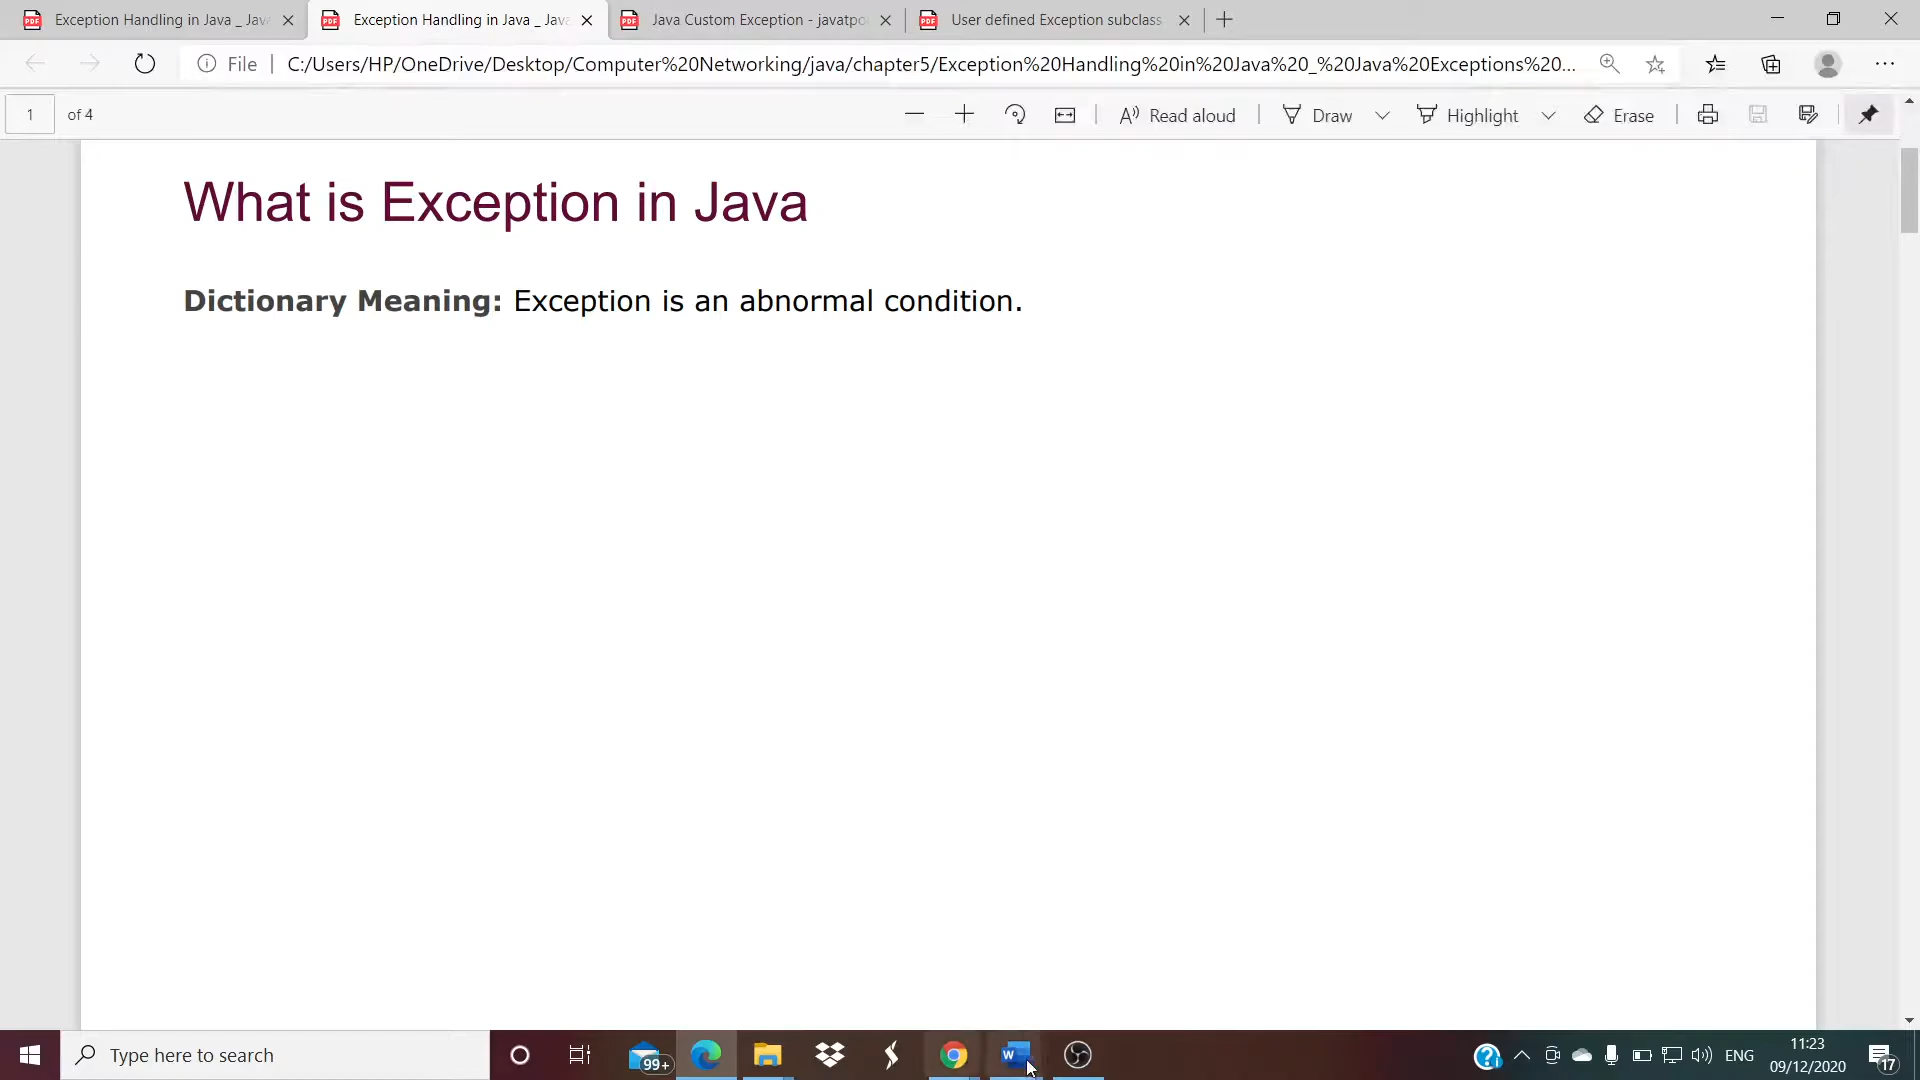 Exception Handling in Java _ Jav
Exception Handling in Java _ Jav
Java Custom Exception - javatpo
User defined Exception subclass
File
C:/Users/HP/OneDrive/Desktop/Computer%20Networking/java/chapter5/Exception%20Handling%20in%20Java%20_%20Java%20Exceptions%20...
1 of 4
Read aloud
Draw
Highlight
Erase
What is Exception in Java
Dictionary Meaning: Exception is an abnormal condition.
Type here to search
99+
ENG
11:23
09/12/2020
17